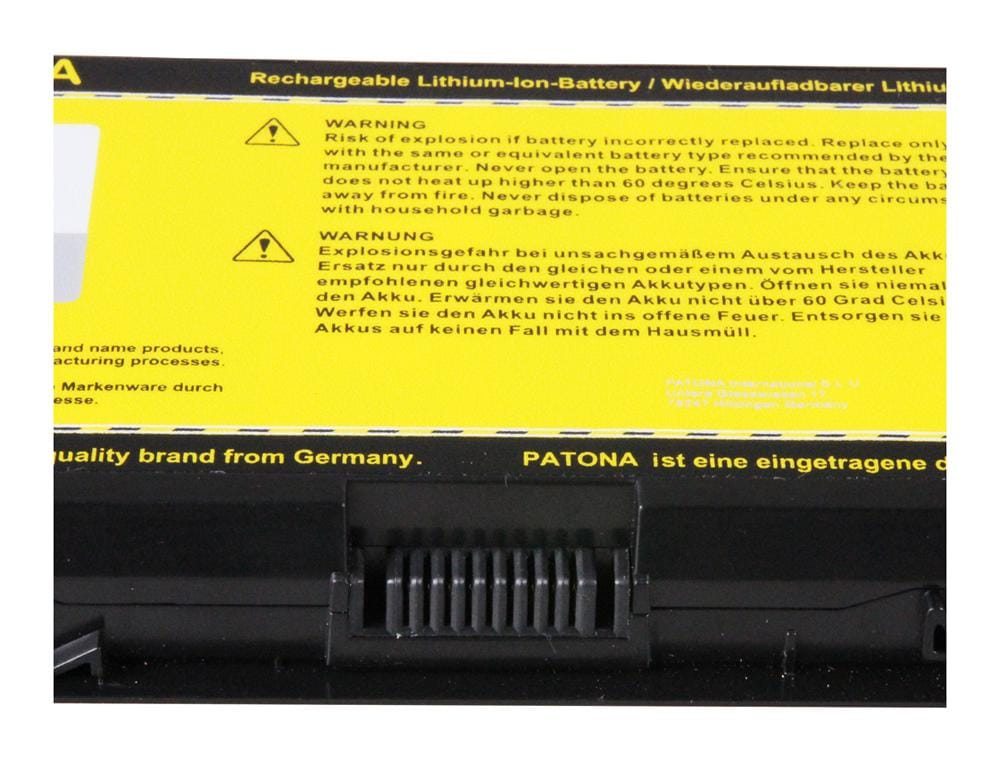 A
Rechargeable Lithium-Ion-Battery / Wiederaufladbarer Lithiu
WARNING
Risk of explosion if battery incorrectly replaced. Replace only
with the same or equivalent battery type recommended by the
manufacturer. Never open the battery. Ensure that the battery
does not heat up higher than 60 degrees Celsius. Keep the ba
away from fire. Never dispose of batteries under any circums
with household garbage.
WARNUNG
Explosionsgefahr bei unsachgemäßem Austausch des Akk
Ersatz nur durch den gleichen oder einem vom Hersteller
empfohlenen gleichwertigen Akkutypen. Öffnen sie niemal
den Akku. Erwärmen sie den Akku nicht über 60 Grad Celsi
Werfen sie den Akku nicht ins offene Feuer. Entsorgen sie
Akkus auf keinen Fall mit dem Hausmüll.
and name products,
acturing processes.
Markenware durch
esse.
PATONA International S.L.U
17,
Germany
quality brand from Germany.
PATONA ist eine eingetragene d